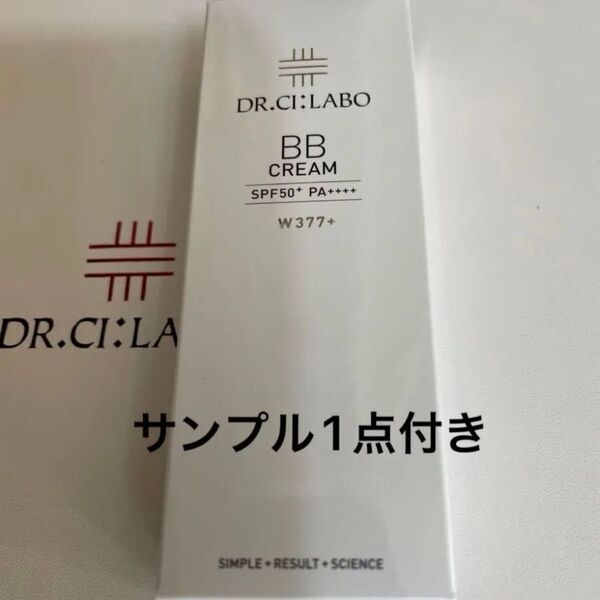 DR.CI:LABO
BB
CREAM
SPF50+ PA++++
W377+
DR.CI:LA
サンプル1点付き
SIMPLE+RESULT+SCIENCE